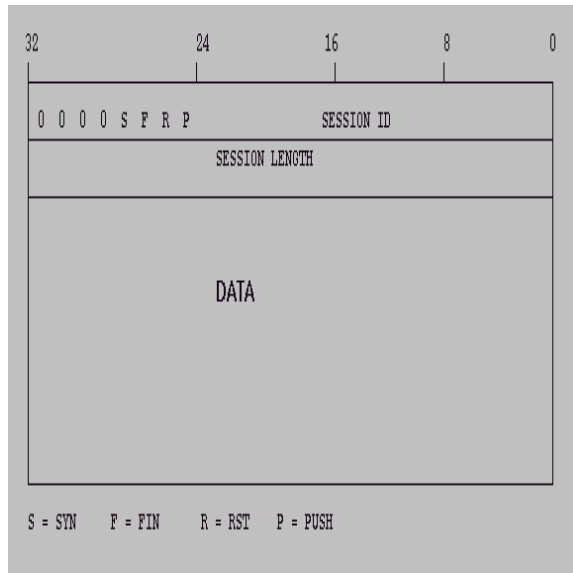 32 24 16 8 0
0 0 0 0 S F R P SESSION ID
SESSION LENGTH
DATA
S = SYN F = FIN R = RST P = PUSH